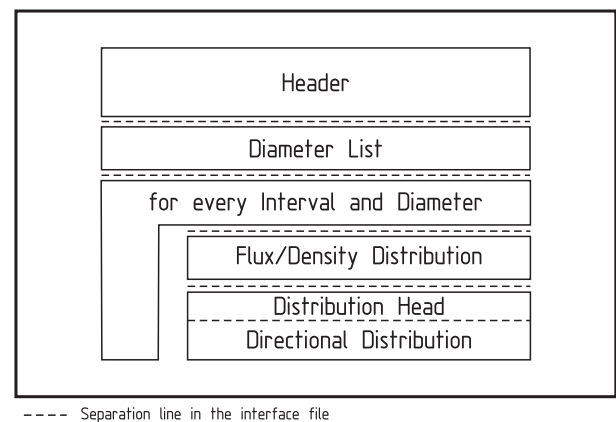 Header
Diameter List
for every Interval and Diameter
Flux/Density Distribution
Distribution Head
Directional Distribution
Separation line in the interface file